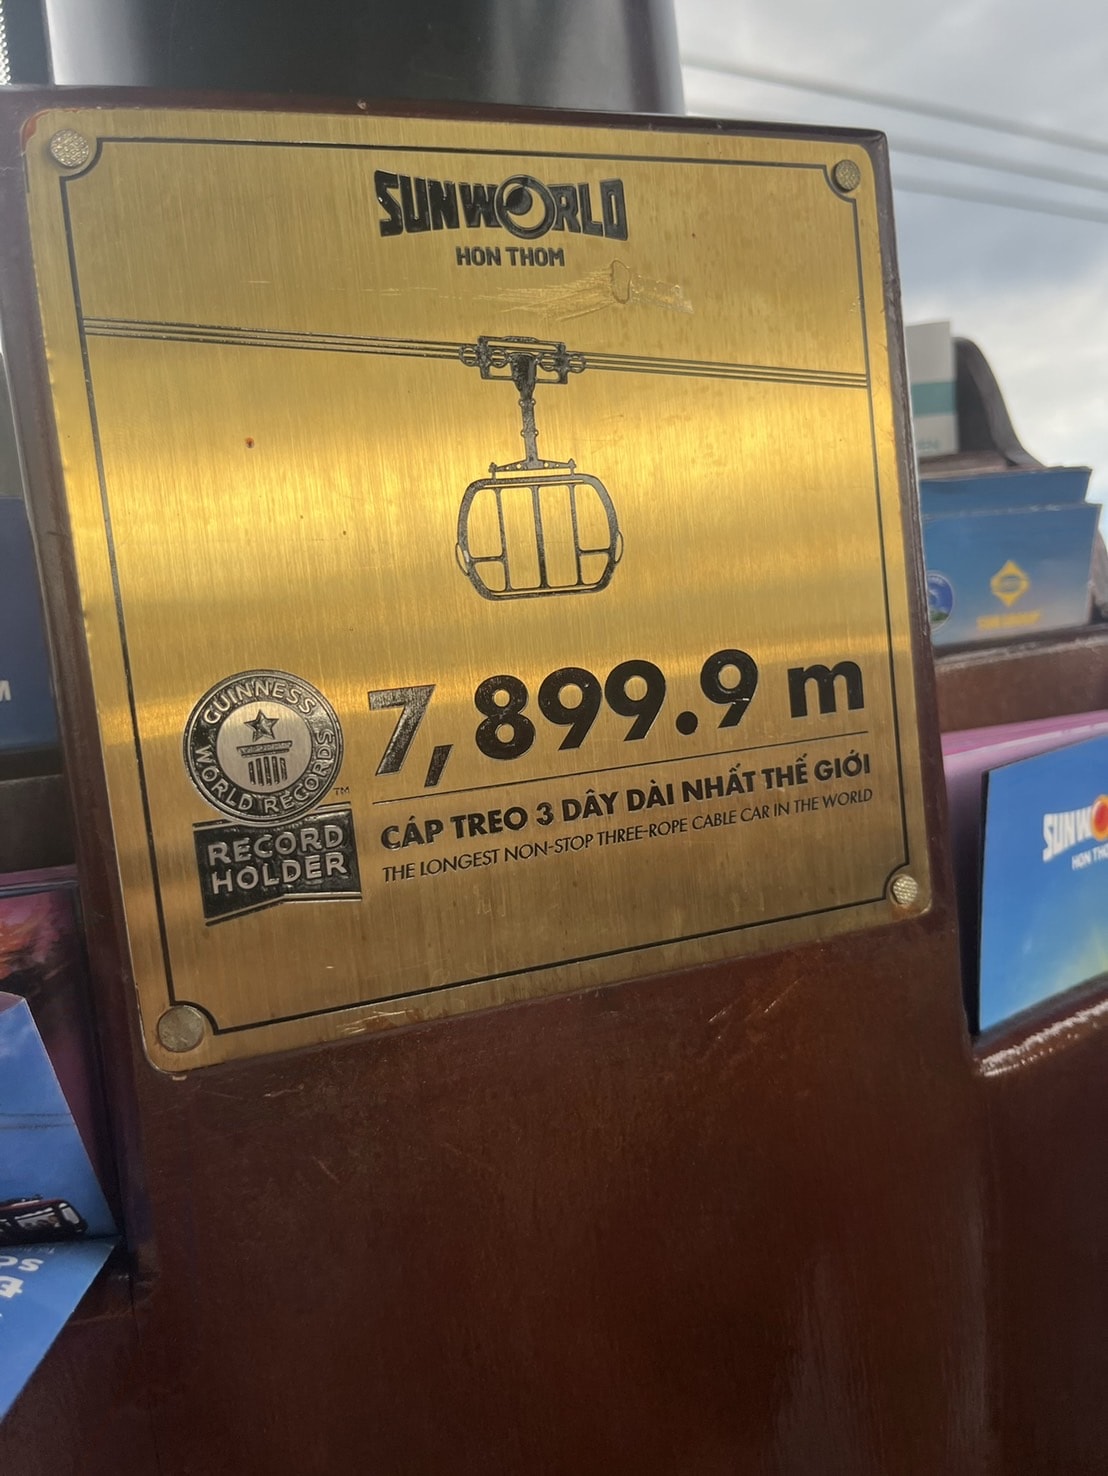 SUNWORLD
HON THOM
GUINNESS
WORLD RECORDS
™
RECORD
HOLDER
7,899.9 m
CÁP TREO 3 DÂY DÀI NHẤT THẾ GIỚI
THE LONGEST NON-STOP THREE-ROPE CABLE CAR IN THE WORLD